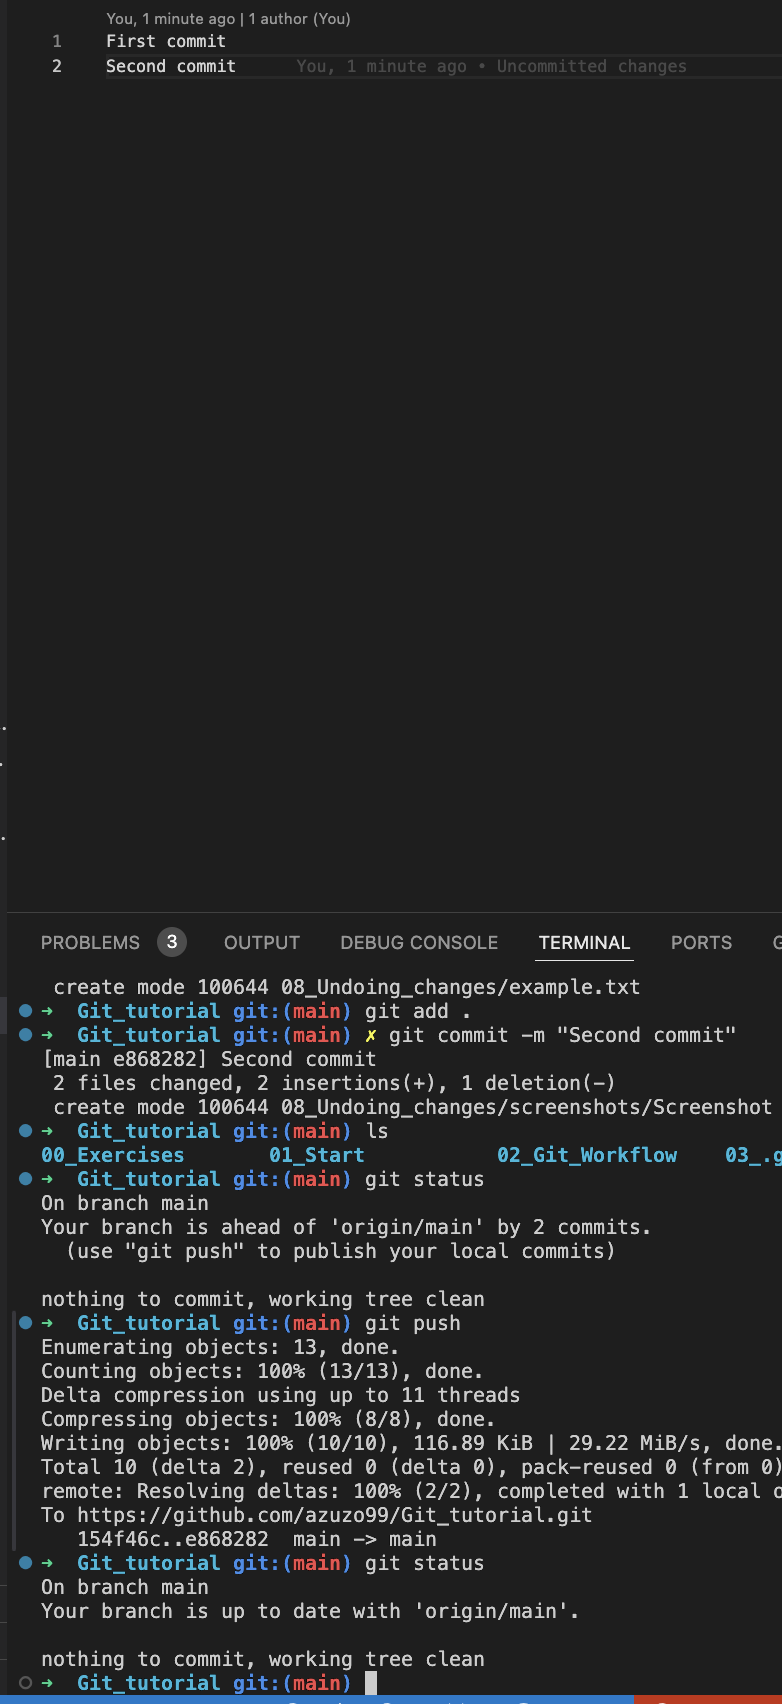 You, 1 minute ago | 1 author (You)
1 First commit
2 Second commit You, 1 minute ago • Uncommitted changes
PROBLEMS 3 OUTPUT DEBUG CONSOLE TERMINAL PORTS G
create mode 100644 08_Undoing_changes/example.txt
➜ Git_tutorial git:(main) git add .
➜ Git_tutorial git:(main) ✗ git commit -m "Second commit"
[main e868282] Second commit
2 files changed, 2 insertions(+), 1 deletion(-)
create mode 100644 08_Undoing_changes/screenshots/Screenshot
➜ Git_tutorial git:(main) ls
00_Exercises 01_Start 02_Git_Workflow 03_.g
➜ Git_tutorial git:(main) git status
On branch main
Your branch is ahead of 'origin/main' by 2 commits.
(use "git push" to publish your local commits)
nothing to commit, working tree clean
➜ Git_tutorial git:(main) git push
Enumerating objects: 13, done.
Counting objects: 100% (13/13), done.
Delta compression using up to 11 threads
Compressing objects: 100% (8/8), done.
Writing objects: 100% (10/10), 116.89 KiB | 29.22 MiB/s, done.
Total 10 (delta 2), reused 0 (delta 0), pack-reused 0 (from 0)
remote: Resolving deltas: 100% (2/2), completed with 1 local o
To https://github.com/azuzo99/Git_tutorial.git
154f46c..e868282 main -> main
➜ Git_tutorial git:(main) git status
On branch main
Your branch is up to date with 'origin/main'.
nothing to commit, working tree clean
➜ Git_tutorial git:(main)